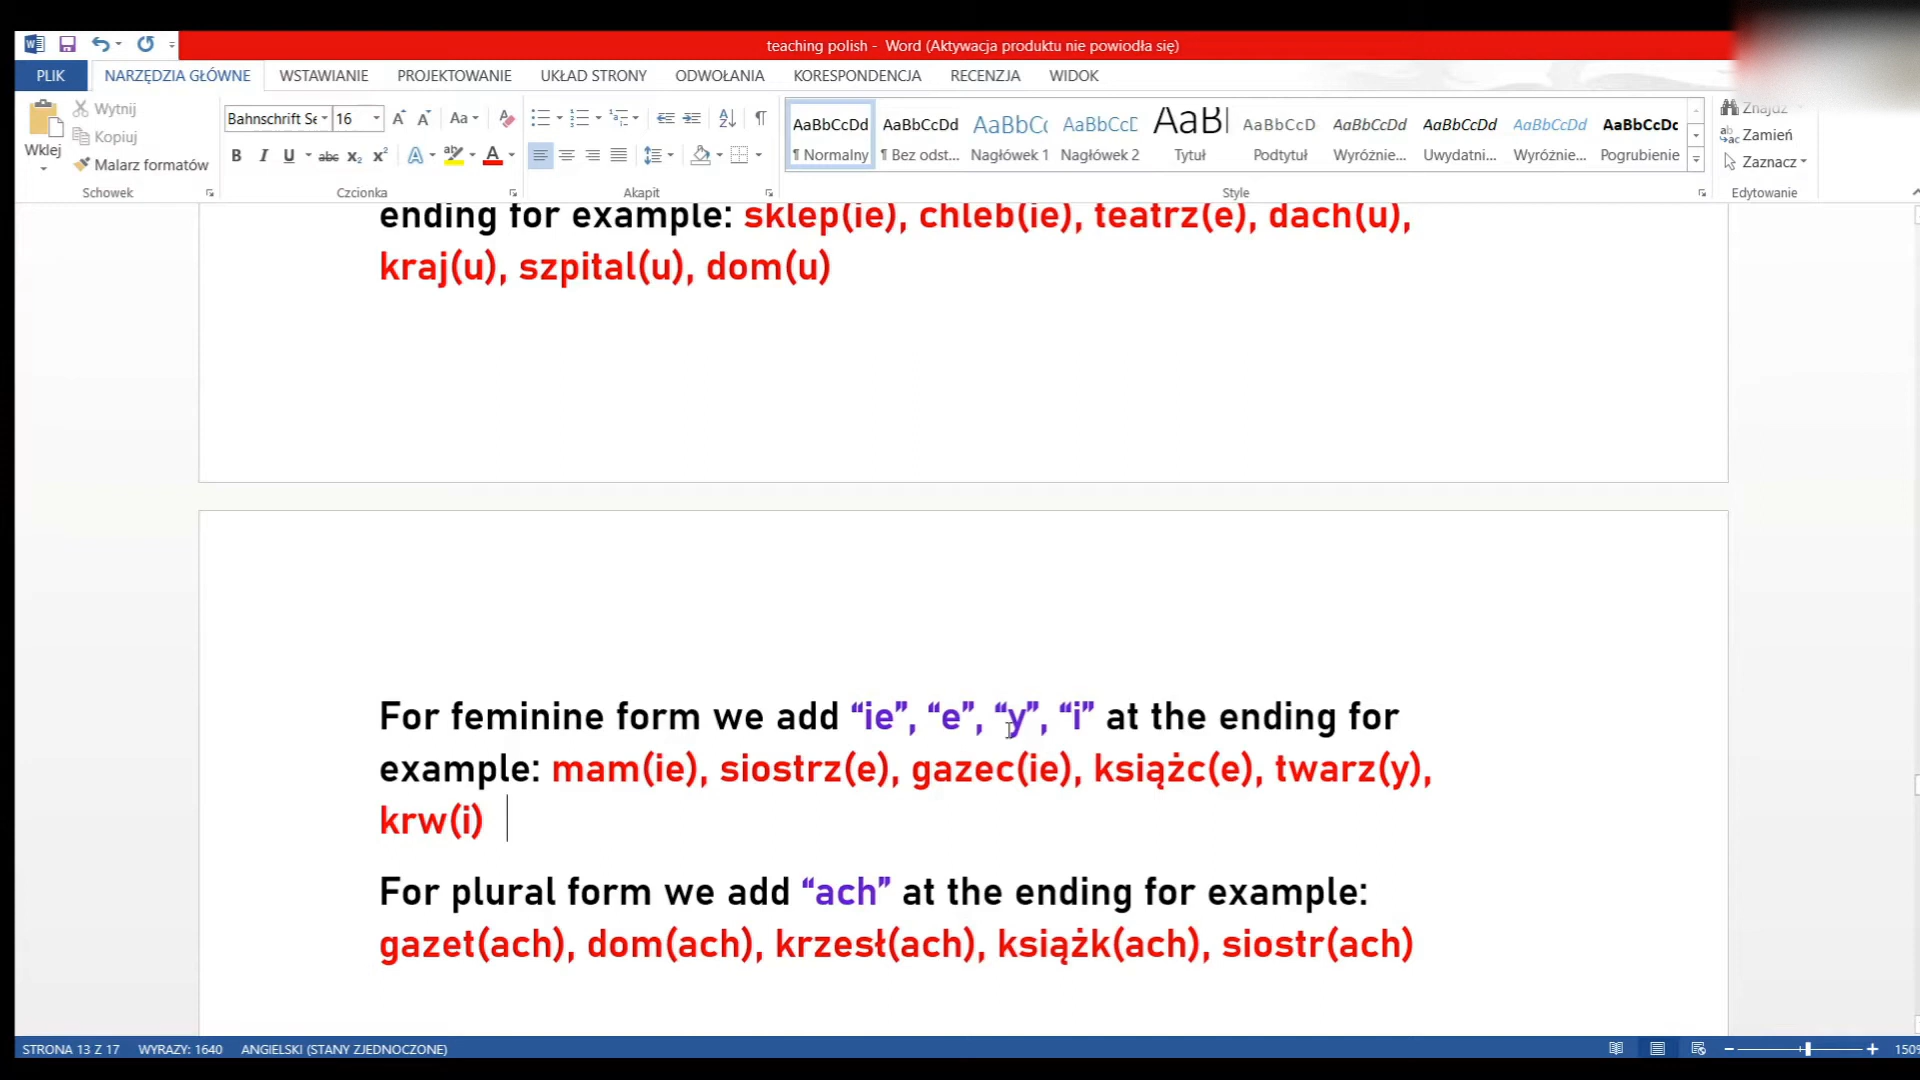 teaching polish - Word (Aktywacja produktu nie powiodła się)
PLIK NARZĘDZIA GŁÓWNE WSTAWIANIE PROJEKTOWANIE UKŁAD STRONY ODWOŁANIA KORESPONDENCJA RECENZJA WIDOK
Wklej
Wytnij
Kopiuj
Malarz formatów
Schowek
Bahnschrift Se 16
Czcionka
Akapit
AaBbCcDd AaBbCcDd AaBbCc AaBbCcD AaBl AaBbCcD AaBbCcDd AaBbCcDd AaBbCcDd AaBbCcDc
¶ Normalny ¶ Bez odst... Nagłówek 1 Nagłówek 2 Tytuł Podtytuł Wyróżnie... Uwydatni... Wyróżnie... Pogrubienie
Style
Znajdź
Zamień
Zaznacz
Edytowanie
ending for example: sklep(ie), chleb(ie), teatrz(e), dach(u),
kraj(u), szpital(u), dom(u)
For feminine form we add “ie”, “e”, “y”, “i” at the ending for
example: mam(ie), siostrz(e), gazec(ie), książc(e), twarz(y),
krw(i)
For plural form we add “ach” at the ending for example:
gazet(ach), dom(ach), krzesł(ach), książk(ach), siostr(ach)
STRONA 13 Z 17 WYRAZY: 1640 ANGIELSKI (STANY ZJEDNOCZONE)
150%